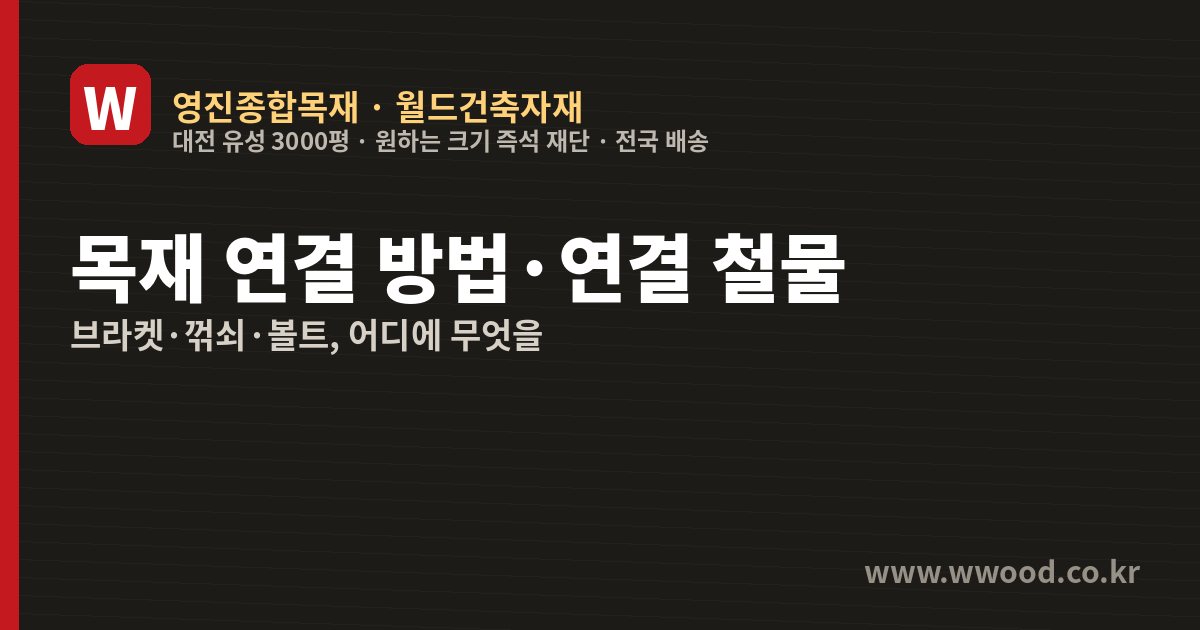 W
영진종합목재 · 월드건축자재
대전 유성 3000평 · 원하는 크기 즉석 재단 · 전국 배송
목재 연결 방법·연결 철물
브라켓·꺾쇠·볼트, 어디에 무엇을
www.wwood.co.kr